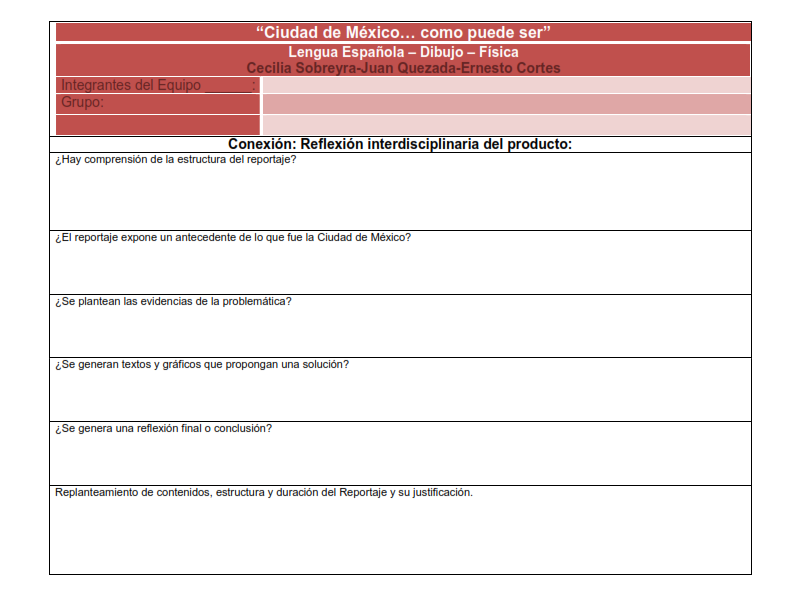 “Ciudad de México… como puede ser”
Lengua Española – Dibujo – Física
Cecilia Sobreyra-Juan Quezada-Ernesto Cortes
Integrantes del Equipo ______:
Grupo:
Conexión: Reflexión interdisciplinaria del producto:
¿Hay comprensión de la estructura del reportaje?
¿El reportaje expone un antecedente de lo que fue la Ciudad de México?
¿Se plantean las evidencias de la problemática?
¿Se generan textos y gráficos que propongan una solución?
¿Se genera una reflexión final o conclusión?
Replanteamiento de contenidos, estructura y duración del Reportaje y su justificación.